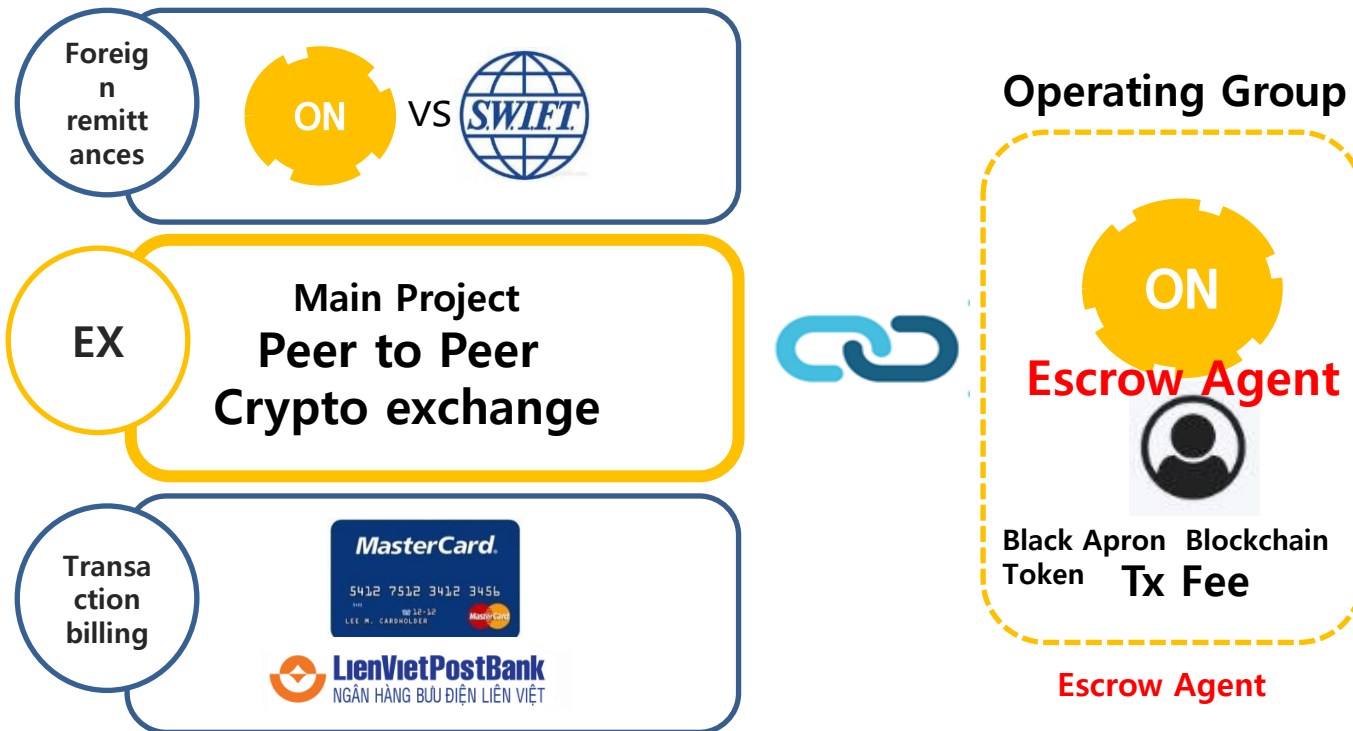 Foreig
n
remitt
ances
ON
VS
S.W.I.F.T.
EX
Main Project
Peer to Peer
Crypto exchange
Transa
ction
billing
MasterCard.
5412 7512 3412 3456
12-12
LEE M. CARDHOLDER
MasterCard
LienVietPostBank
NGÂN HÀNG BƯU ĐIỆN LIÊN VIỆT
Operating Group
ON
Escrow Agent
Black Apron Blockchain
Token Tx Fee
Escrow Agent